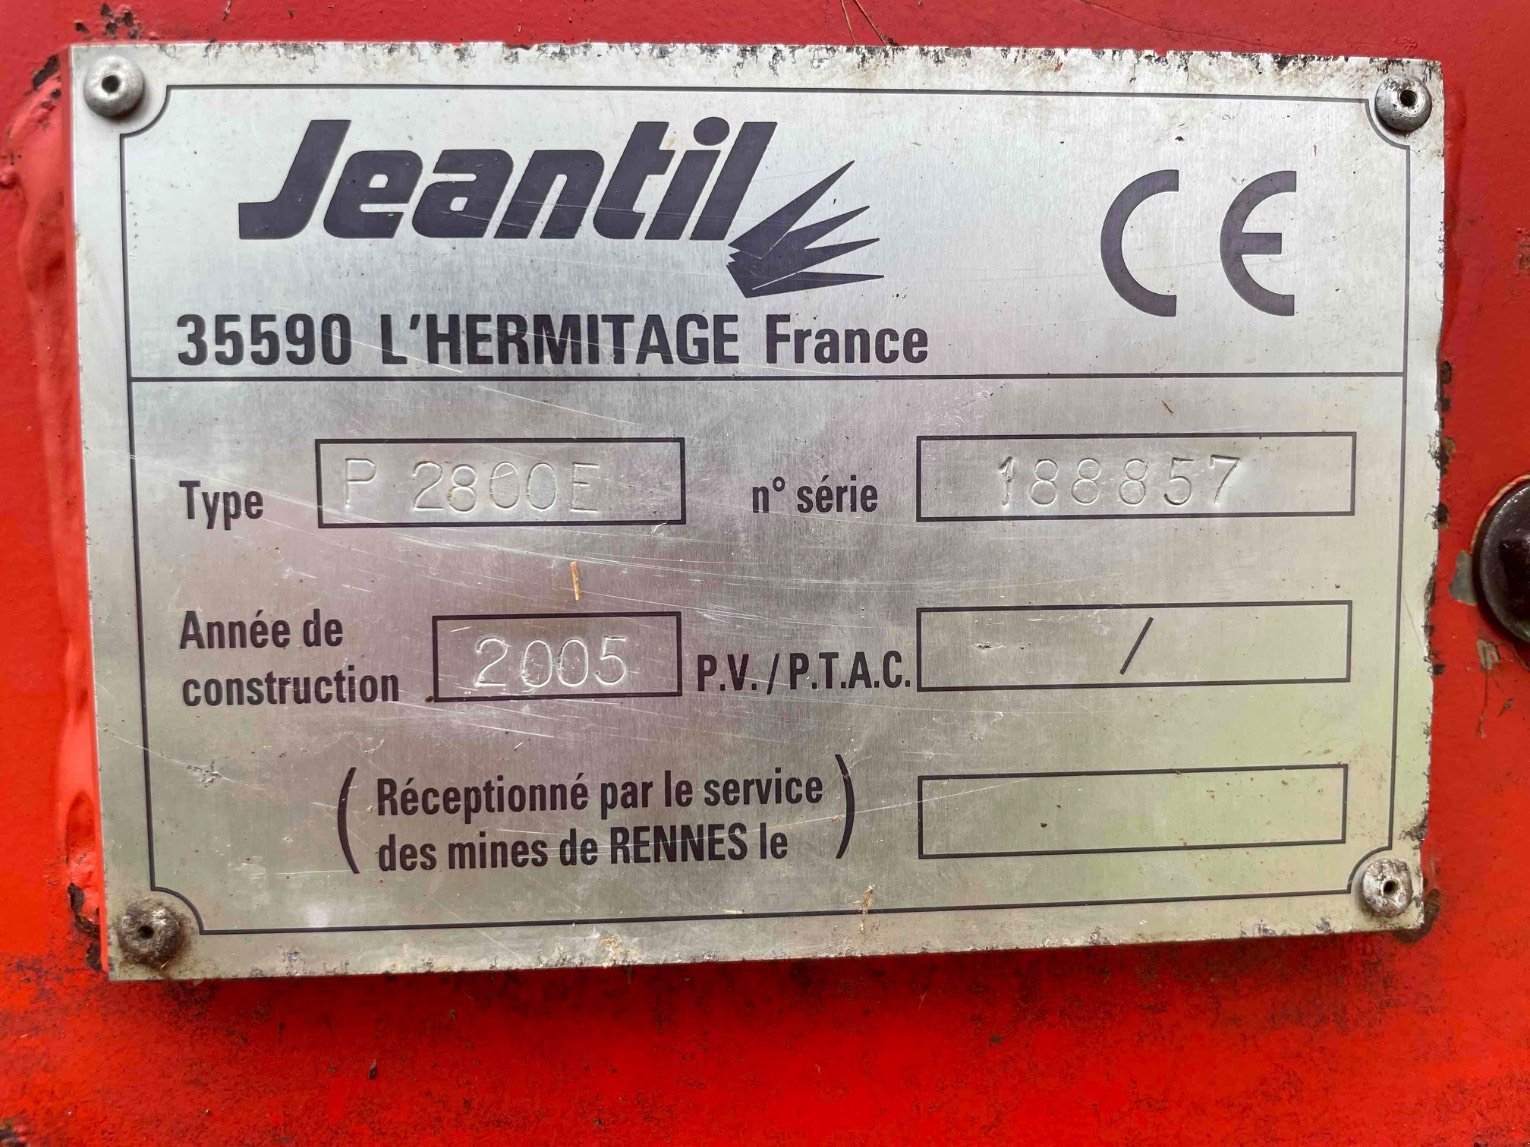 Jeantil
CE
35590 L'HERMITAGE France
Type P 2800E n° série 188857
Année de
construction 2005 P.V./P.T.A.C. /
(Réceptionné par le service
des mines de RENNES le)